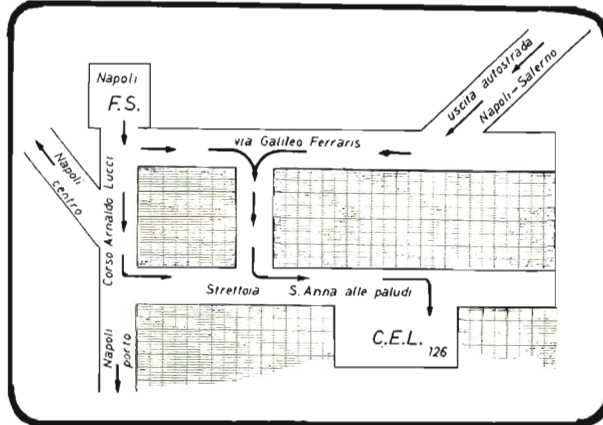 Napoli
F.S.
uscita autostrada
Napoli-Salerno
via Galileo Ferraris
Napoli
centro
Corso Arnaldo Lucci
Strettoia S. Anna alle paludi
Napoli
porto
C.E.L. 126